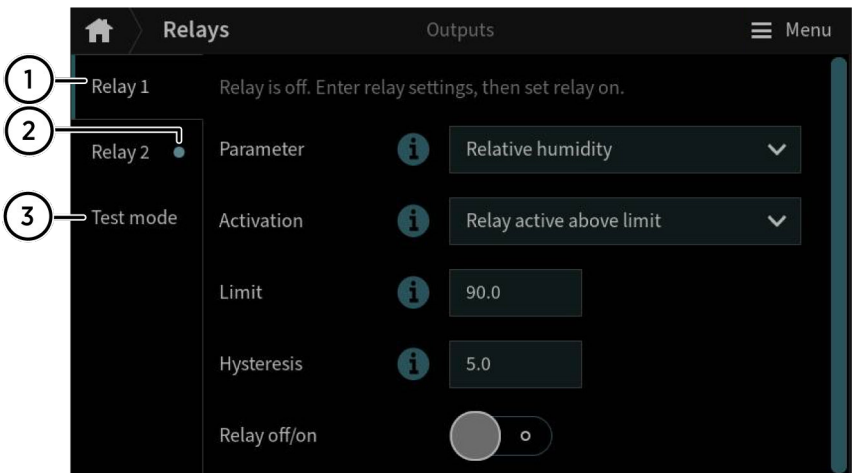 Relays
Outputs
Menu
1
Relay 1
Relay is off. Enter relay settings, then set relay on.
2
Relay 2
Parameter
Relative humidity
3
Test mode
Activation
Relay active above limit
Limit
90.0
Hysteresis
5.0
Relay off/on